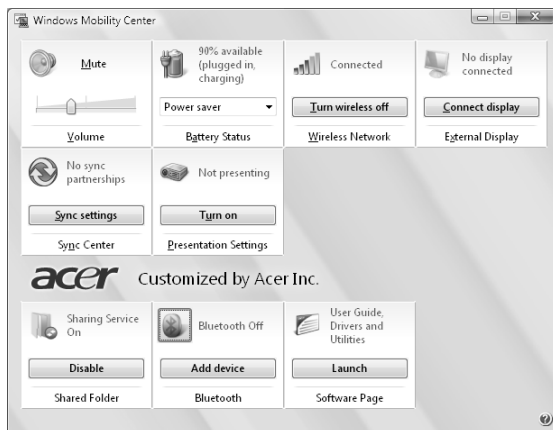 Windows Mobility Center
Mute
Volume
90% available
(plugged in,
charging)
Power saver
Battery Status
Connected
Turn wireless off
Wireless Network
No display
connected
Connect display
External Display
No sync
partnerships
Sync settings
Sync Center
Not presenting
Turn on
Presentation Settings
acer Customized by Acer Inc.
Sharing Service
On
Disable
Shared Folder
Bluetooth Off
Add device
Bluetooth
User Guide,
Drivers and
Utilities
Launch
Software Page